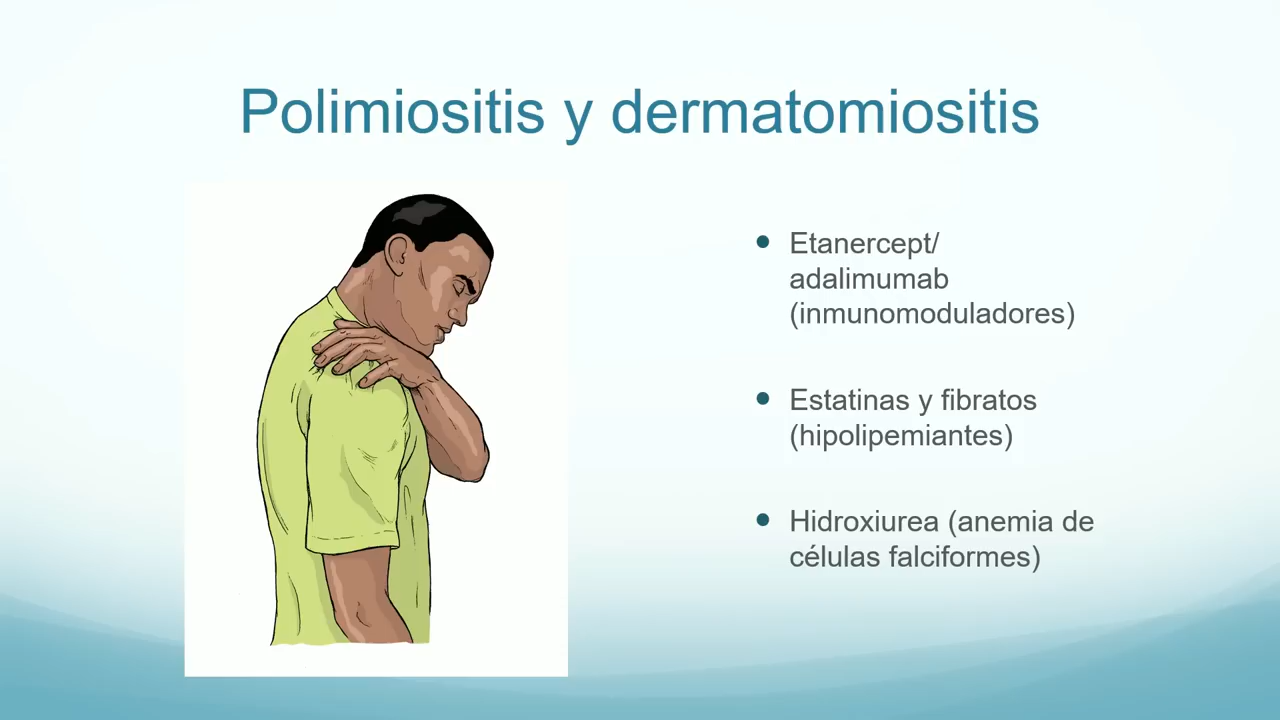 Polimiositis y dermatomiositis
• Etanercept/
adalimumab
(inmunomoduladores)
• Estatinas y fibratos
(hipolipemiantes)
• Hidroxiurea (anemia de
células falciformes)